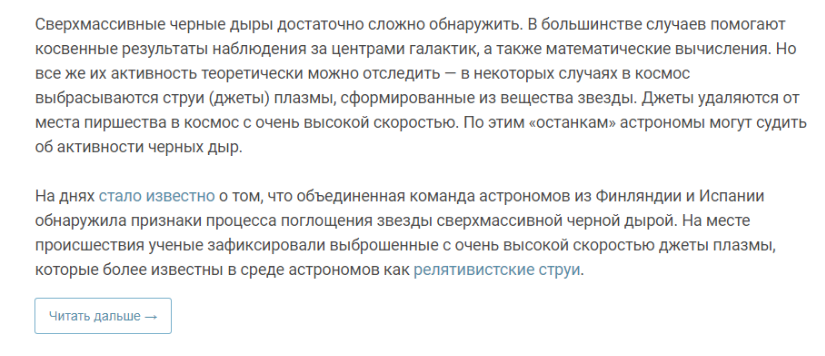 Сверхмассивные черные дыры достаточно сложно обнаружить. В большинстве случаев помогают
косвенные результаты наблюдения за центрами галактик, а также математические вычисления. Но
все же их активность теоретически можно отследить — в некоторых случаях в космос
выбрасываются струи (джеты) плазмы, сформированные из вещества звезды. Джеты удаляются от
места пиршества в космос с очень высокой скоростью. По этим «останкам» астрономы могут судить
об активности черных дыр.
На днях стало известно о том, что объединенная команда астрономов из Финляндии и Испании
обнаружила признаки процесса поглощения звезды сверхмассивной черной дырой. На месте
происшествия ученые зафиксировали выброшенные с очень высокой скоростью джеты плазмы,
которые более известны в среде астрономов как релятивистские струи.
Читать дальше →